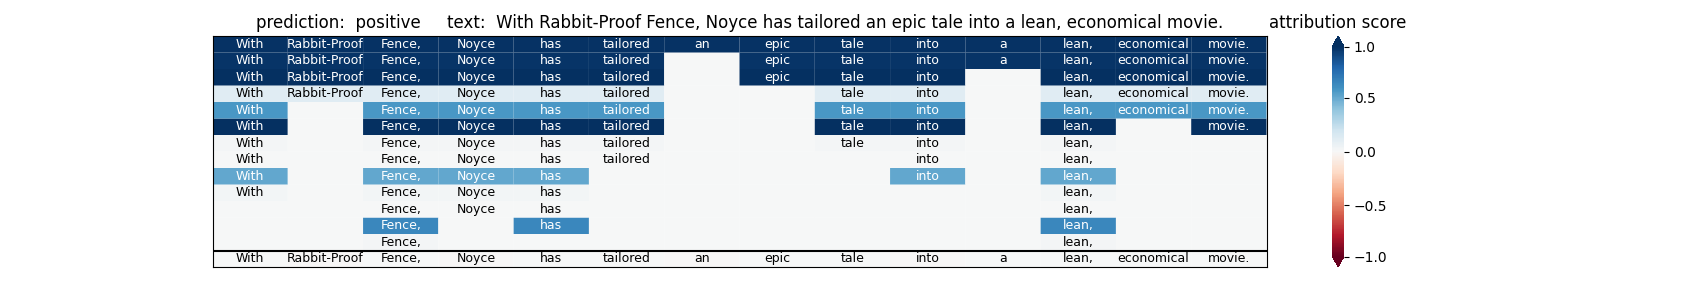 prediction: positive text: With Rabbit-Proof Fence, Noyce has tailored an epic tale into a lean, economical movie. attribution score
With Rabbit-Proof Fence, Noyce has tailored an epic tale into a lean, economical movie. 1.0
With Rabbit-Proof Fence, Noyce has tailored epic tale into a lean, economical movie.
With Rabbit-Proof Fence, Noyce has tailored epic tale into lean, economical movie.
With Rabbit-Proof Fence, Noyce has tailored tale into lean, economical movie. 0.5
With Fence, Noyce has tailored tale into lean, economical movie.
With Fence, Noyce has tailored tale into lean, movie.
With Fence, Noyce has tailored tale into lean,
0.0
With Fence, Noyce has tailored into lean,
With Fence, Noyce has into lean,
With Fence, Noyce has lean,
Fence, Noyce has lean, −0.5
Fence, has lean,
Fence, lean,
With Rabbit-Proof Fence, Noyce has tailored an epic tale into a lean, economical movie. −1.0